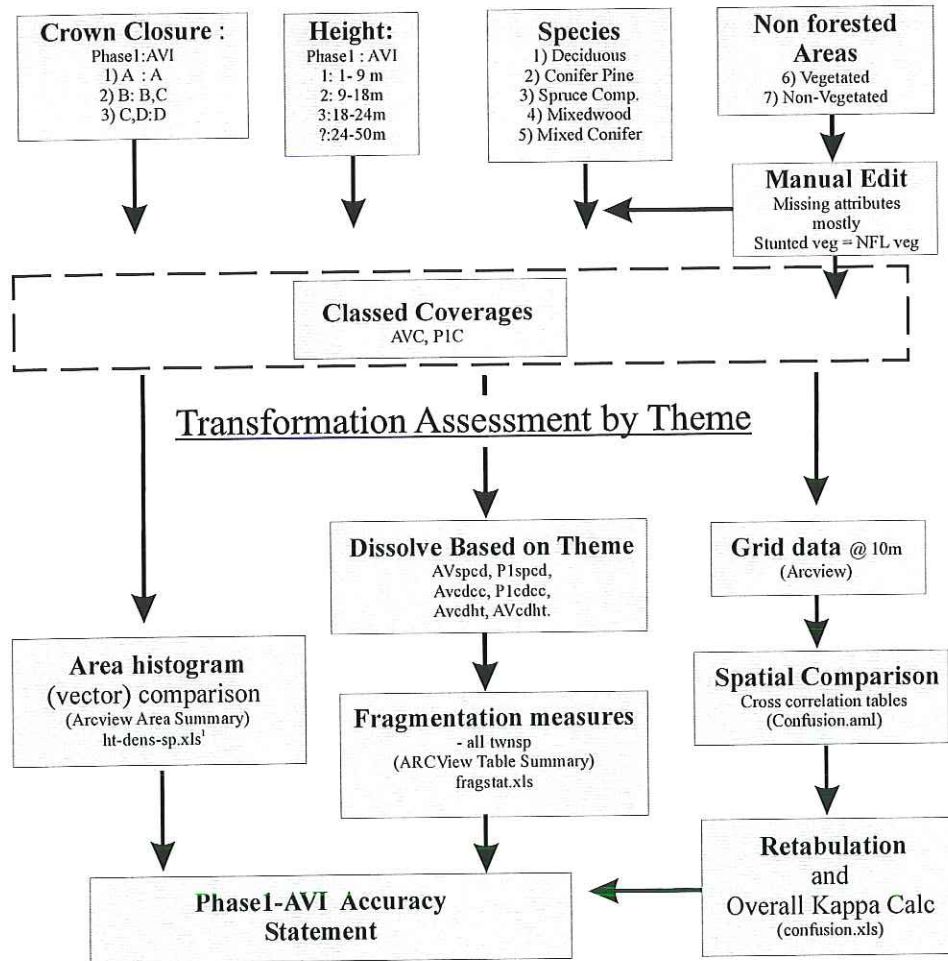 Crown Closure :
Phase1:AVI
1) A : A
2) B: B,C
3) C,D:D
Height:
Phase1 : AVI
1: 1- 9 m
2: 9-18m
3:18-24m
?:24-50m
Species
1) Deciduous
2) Conifer Pine
3) Spruce Comp.
4) Mixedwood
5) Mixed Conifer
Non forested
Areas
6) Vegetated
7) Non-Vegetated
Manual Edit
Missing attributes
mostly
Stunted veg = NFL veg
Classed Coverages
AVC, P1C
Transformation Assessment by Theme
Dissolve Based on Theme
AVspcd, P1spcd,
Avcdcc, P1cdcc,
Avcdht, AVcdht.
Grid data @ 10m
(Arcview)
Area histogram
(vector) comparison
(Arcview Area Summary)
ht-dens-sp.xls1
Fragmentation measures
- all twnsp
(ARCView Table Summary)
fragstat.xls
Spatial Comparison
Cross correlation tables
(Confusion.aml)
Retabulation
and
Overall Kappa Calc
(confusion.xls)
Phase1-AVI Accuracy
Statement